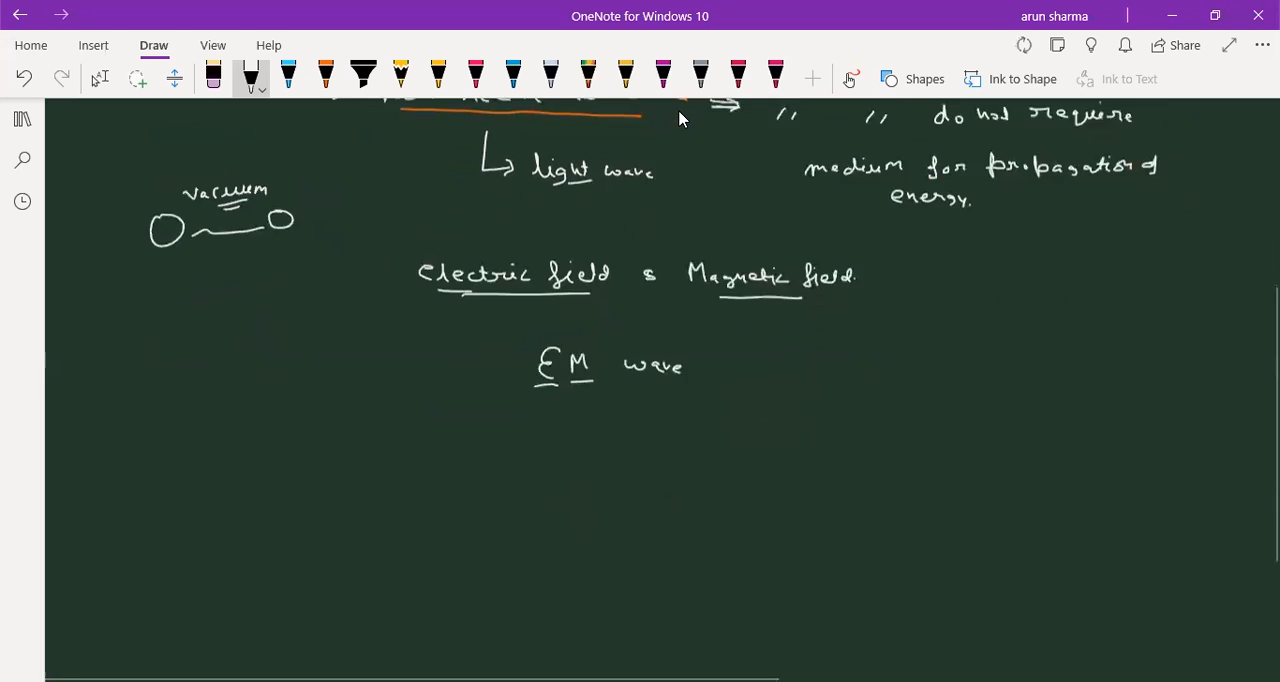 OneNote for Windows 10
arun sharma
Home Insert Draw View Help
Share
Shapes Ink to Shape Ink to Text
〃 〃 do not require
light wave
medium for propagation of
energy.
vacuum
Electric field & Magnetic field.
EM wave